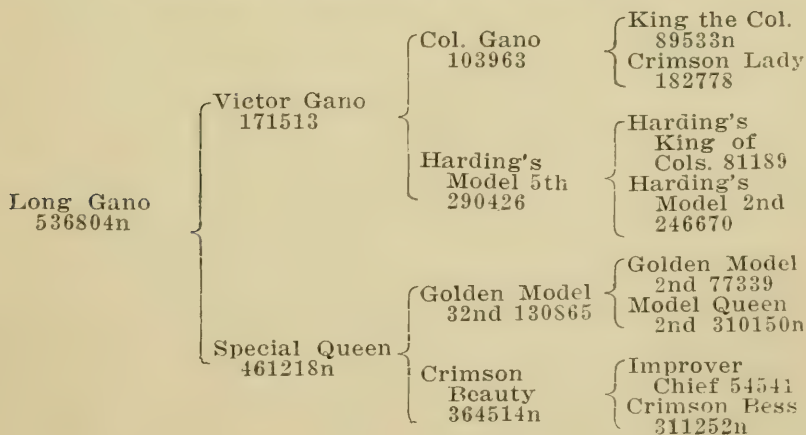 King the Col.
Col. Gano 89533n
103963 Crimson Lady
182778
Victor Gano
171513
Harding's
King of
Harding's Cols. 81189
Model 5th Harding's
290426 Model 2nd
246670
Long Gano
536804n
Golden Model
Golden Model 2nd 77339
32nd 130865 Model Queen
2nd 310150n
Special Queen
461218n
Improver
Crimson Chief 54541
Beauty Crimson Bess
364514n 311252n